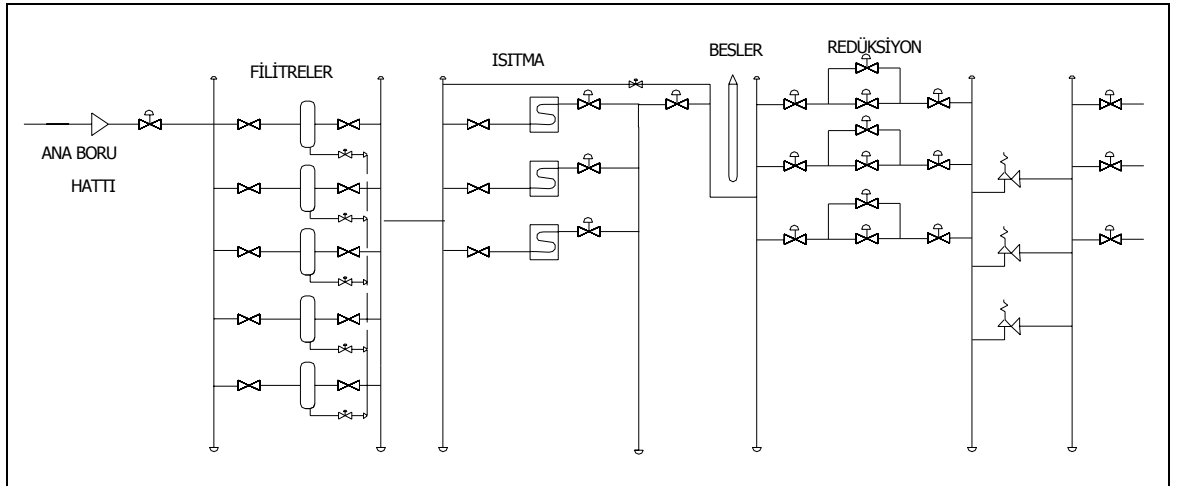 FİLİTRELER
ISITMA
BESLER
REDÜKSİYON
ANA BORU
HATTI